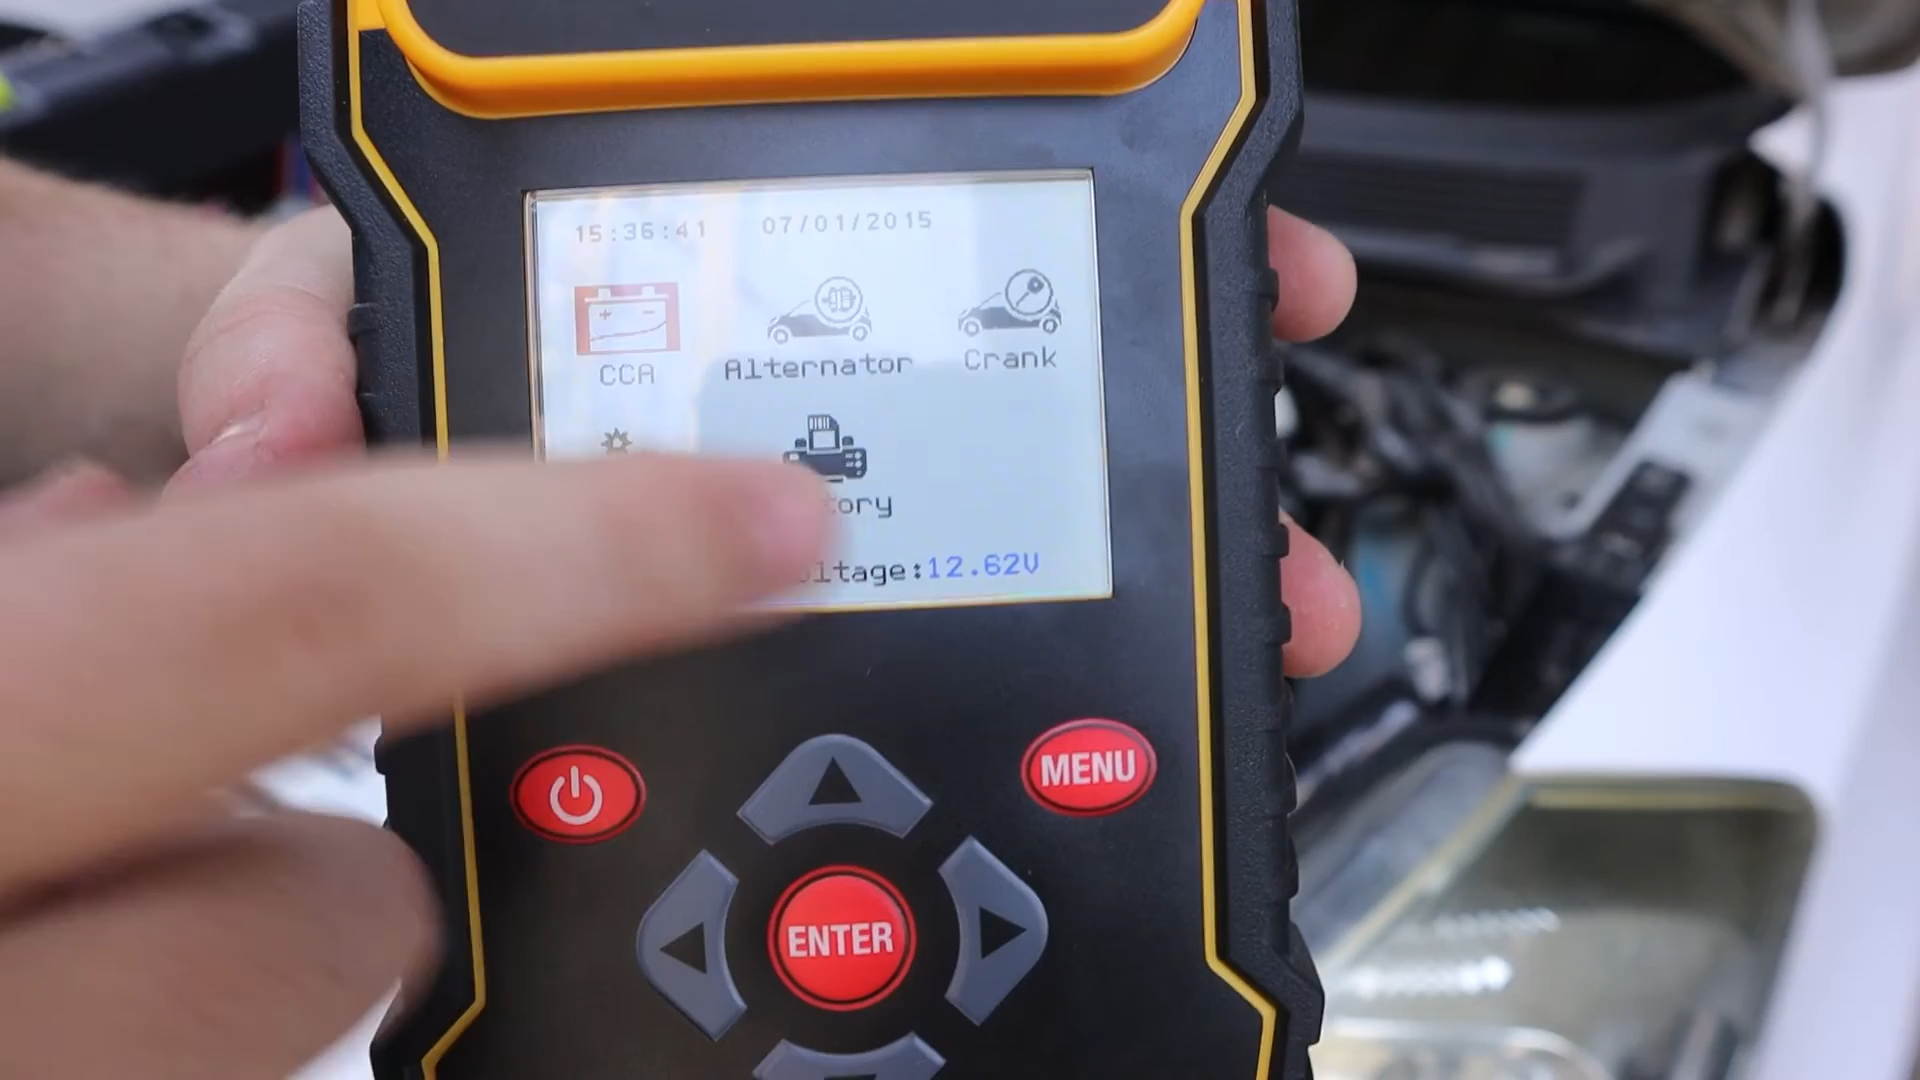 15:36:41 07/01/2015
CCA Alternator Crank
tory
ltage:12.62V
MENU
ENTER